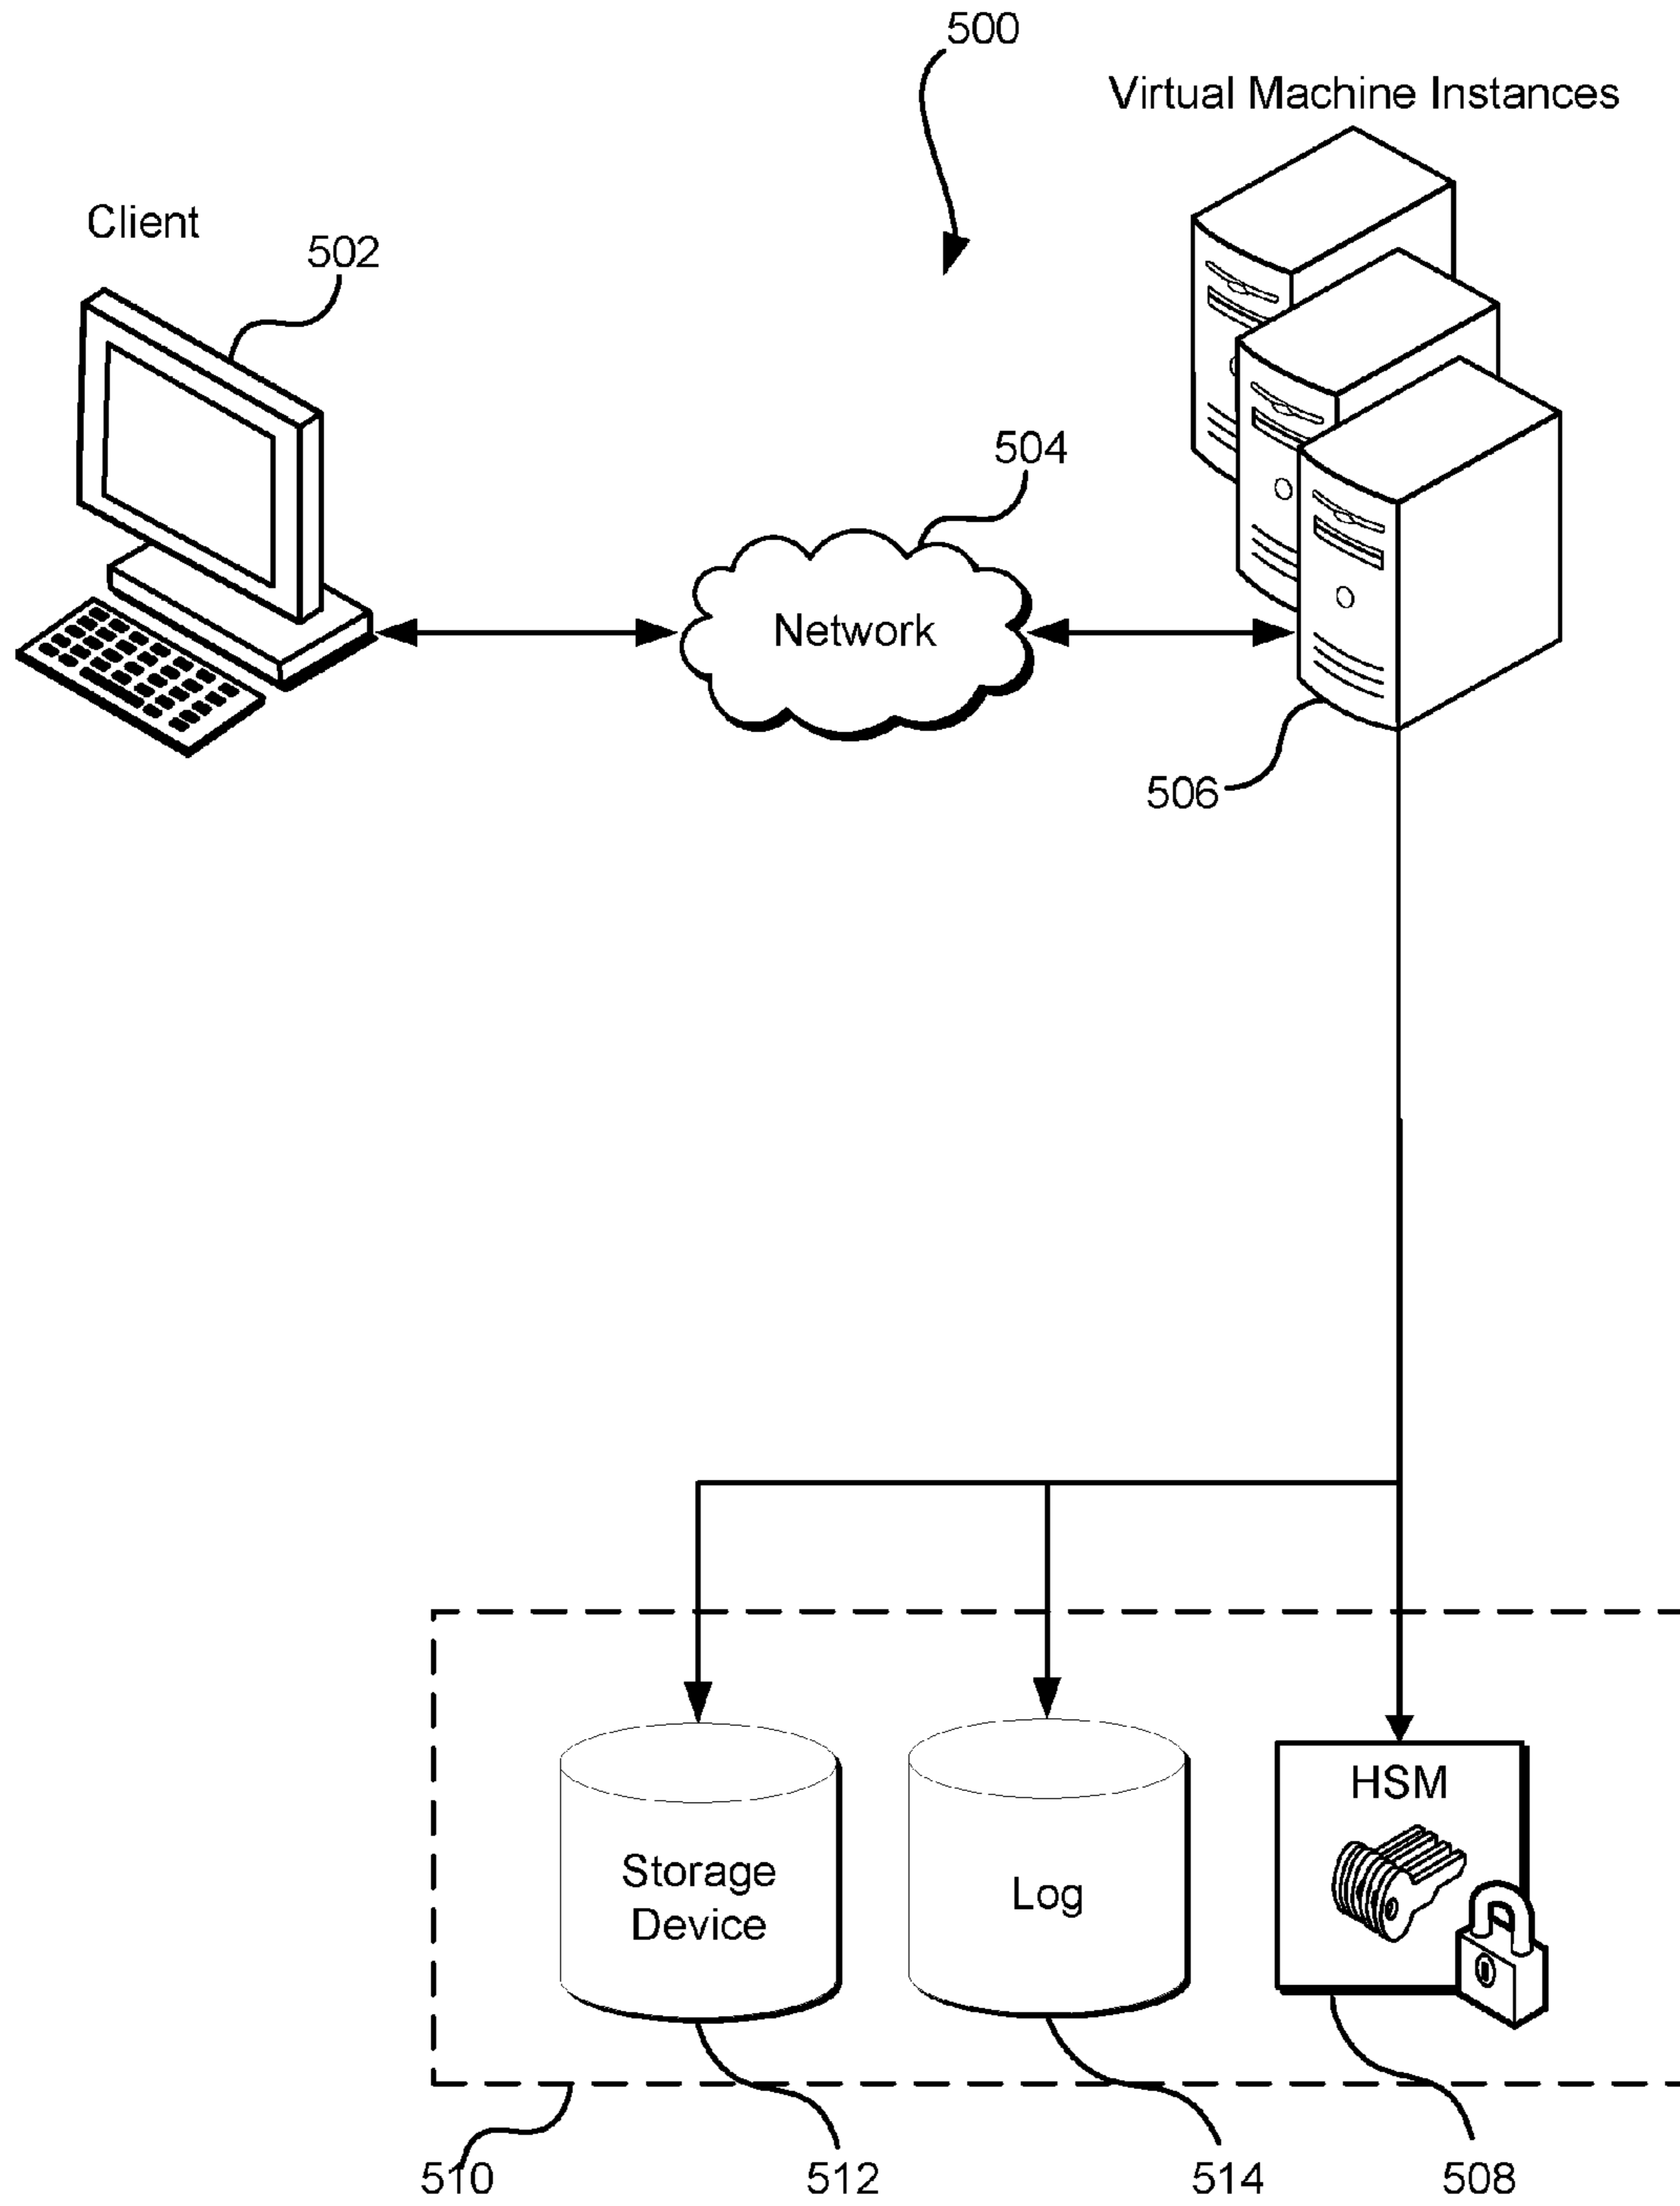 500
Virtual Machine Instances
Client
502
504
Network
506
HSM
Storage
Device
Log
510
512
514
508